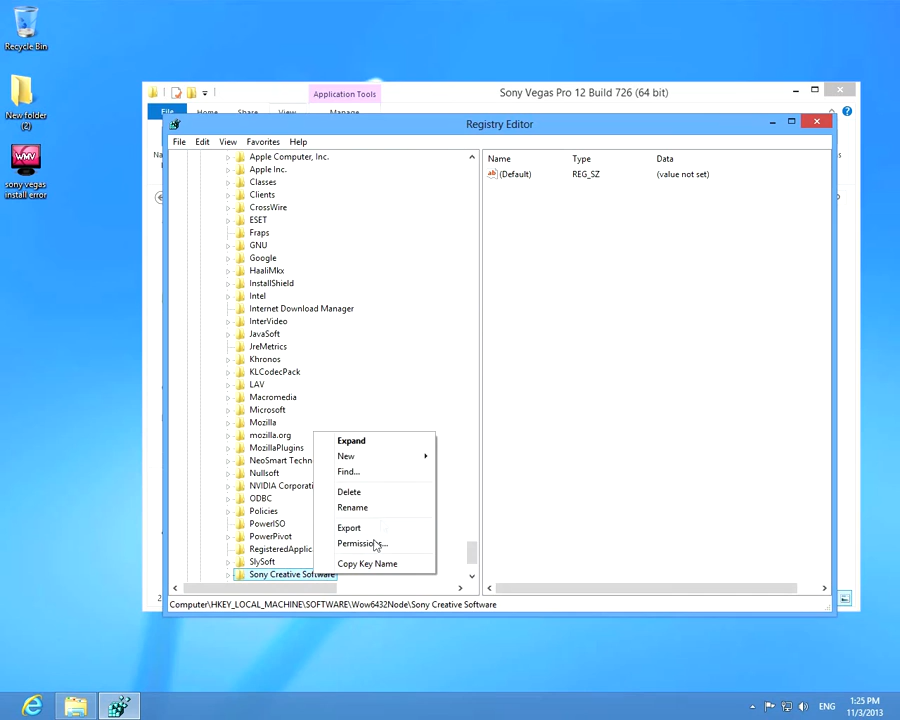 Recycle Bin
New folder
(2)
WMV
sony vegas
install error
Application Tools
Sony Vegas Pro 12 Build 726 (64 bit)
File
Home
Share
View
Manage
Registry Editor
File Edit View Favorites Help
Apple Computer, Inc.
Apple Inc.
Classes
Clients
CrossWire
ESET
Fraps
GNU
Google
HaaliMkx
InstallShield
Intel
Internet Download Manager
InterVideo
JavaSoft
JreMetrics
Khronos
KLCodecPack
LAV
Macromedia
Microsoft
Mozilla
mozilla.org
MozillaPlugins
NeoSmart Techn
Nullsoft
NVIDIA Corporati
ODBC
Policies
PowerISO
PowerPivot
RegisteredApplic
SlySoft
Sony Creative Software
Name Type Data
ab (Default) REG_SZ (value not set)
Expand
New
Find...
Delete
Rename
Export
Permissions...
Copy Key Name
Computer\HKEY_LOCAL_MACHINE\SOFTWARE\Wow6432Node\Sony Creative Software
ENG
1:25 PM
11/3/2013